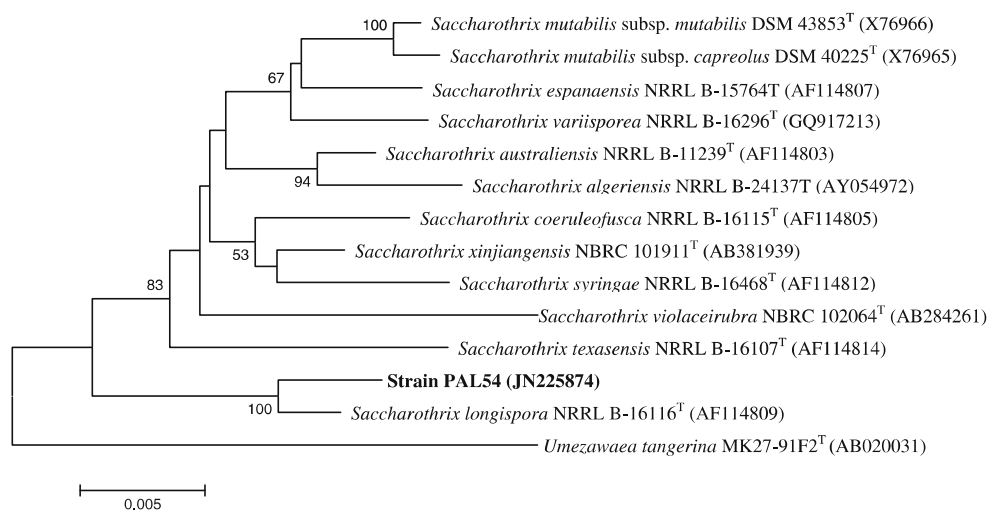 100
Saccharothrix mutabilis subsp. mutabilis DSM 43853T (X76966)
Saccharothrix mutabilis subsp. capreolus DSM 40225T (X76965)
67
Saccharothrix espanaensis NRRL B-15764T (AF114807)
Saccharothrix variisporea NRRL B-16296T (GQ917213)
Saccharothrix australiensis NRRL B-11239T (AF114803)
94
Saccharothrix algeriensis NRRL B-24137T (AY054972)
Saccharothrix coeruleofusca NRRL B-16115T (AF114805)
53
Saccharothrix xinjiangensis NBRC 101911T (AB381939)
Saccharothrix syringae NRRL B-16468T (AF114812)
83
Saccharothrix violaceirubra NBRC 102064T (AB284261)
Saccharothrix texasensis NRRL B-16107T (AF114814)
Strain PAL54 (JN225874)
100
Saccharothrix longispora NRRL B-16116T (AF114809)
Umezawaea tangerina MK27-91F2T (AB020031)
0.005